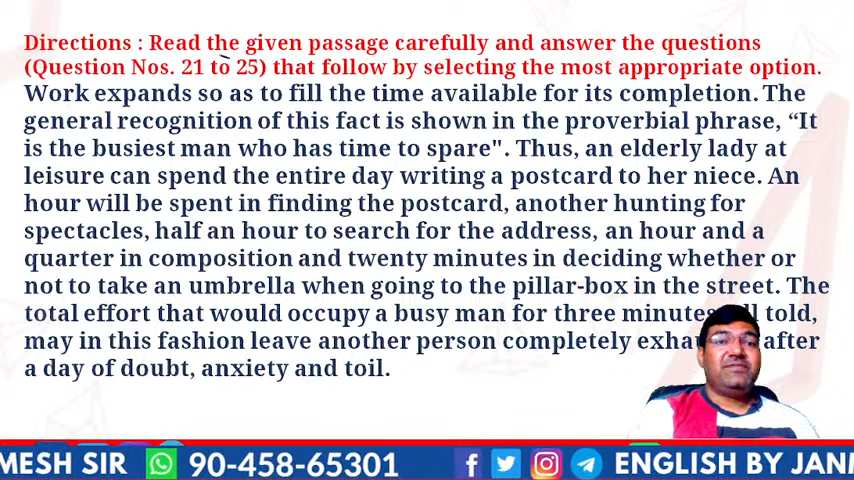 Directions : Read the given passage carefully and answer the questions
(Question Nos. 21 to 25) that follow by selecting the most appropriate option.
Work expands so as to fill the time available for its completion. The
general recognition of this fact is shown in the proverbial phrase, “It
is the busiest man who has time to spare". Thus, an elderly lady at
leisure can spend the entire day writing a postcard to her niece. An
hour will be spent in finding the postcard, another hunting for
spectacles, half an hour to search for the address, an hour and a
quarter in composition and twenty minutes in deciding whether or
not to take an umbrella when going to the pillar-box in the street. The
total effort that would occupy a busy man for three minutes told,
may in this fashion leave another person completely after
a day of doubt, anxiety and toil.
MESH SIR 90-458-65301 ENGLISH BY